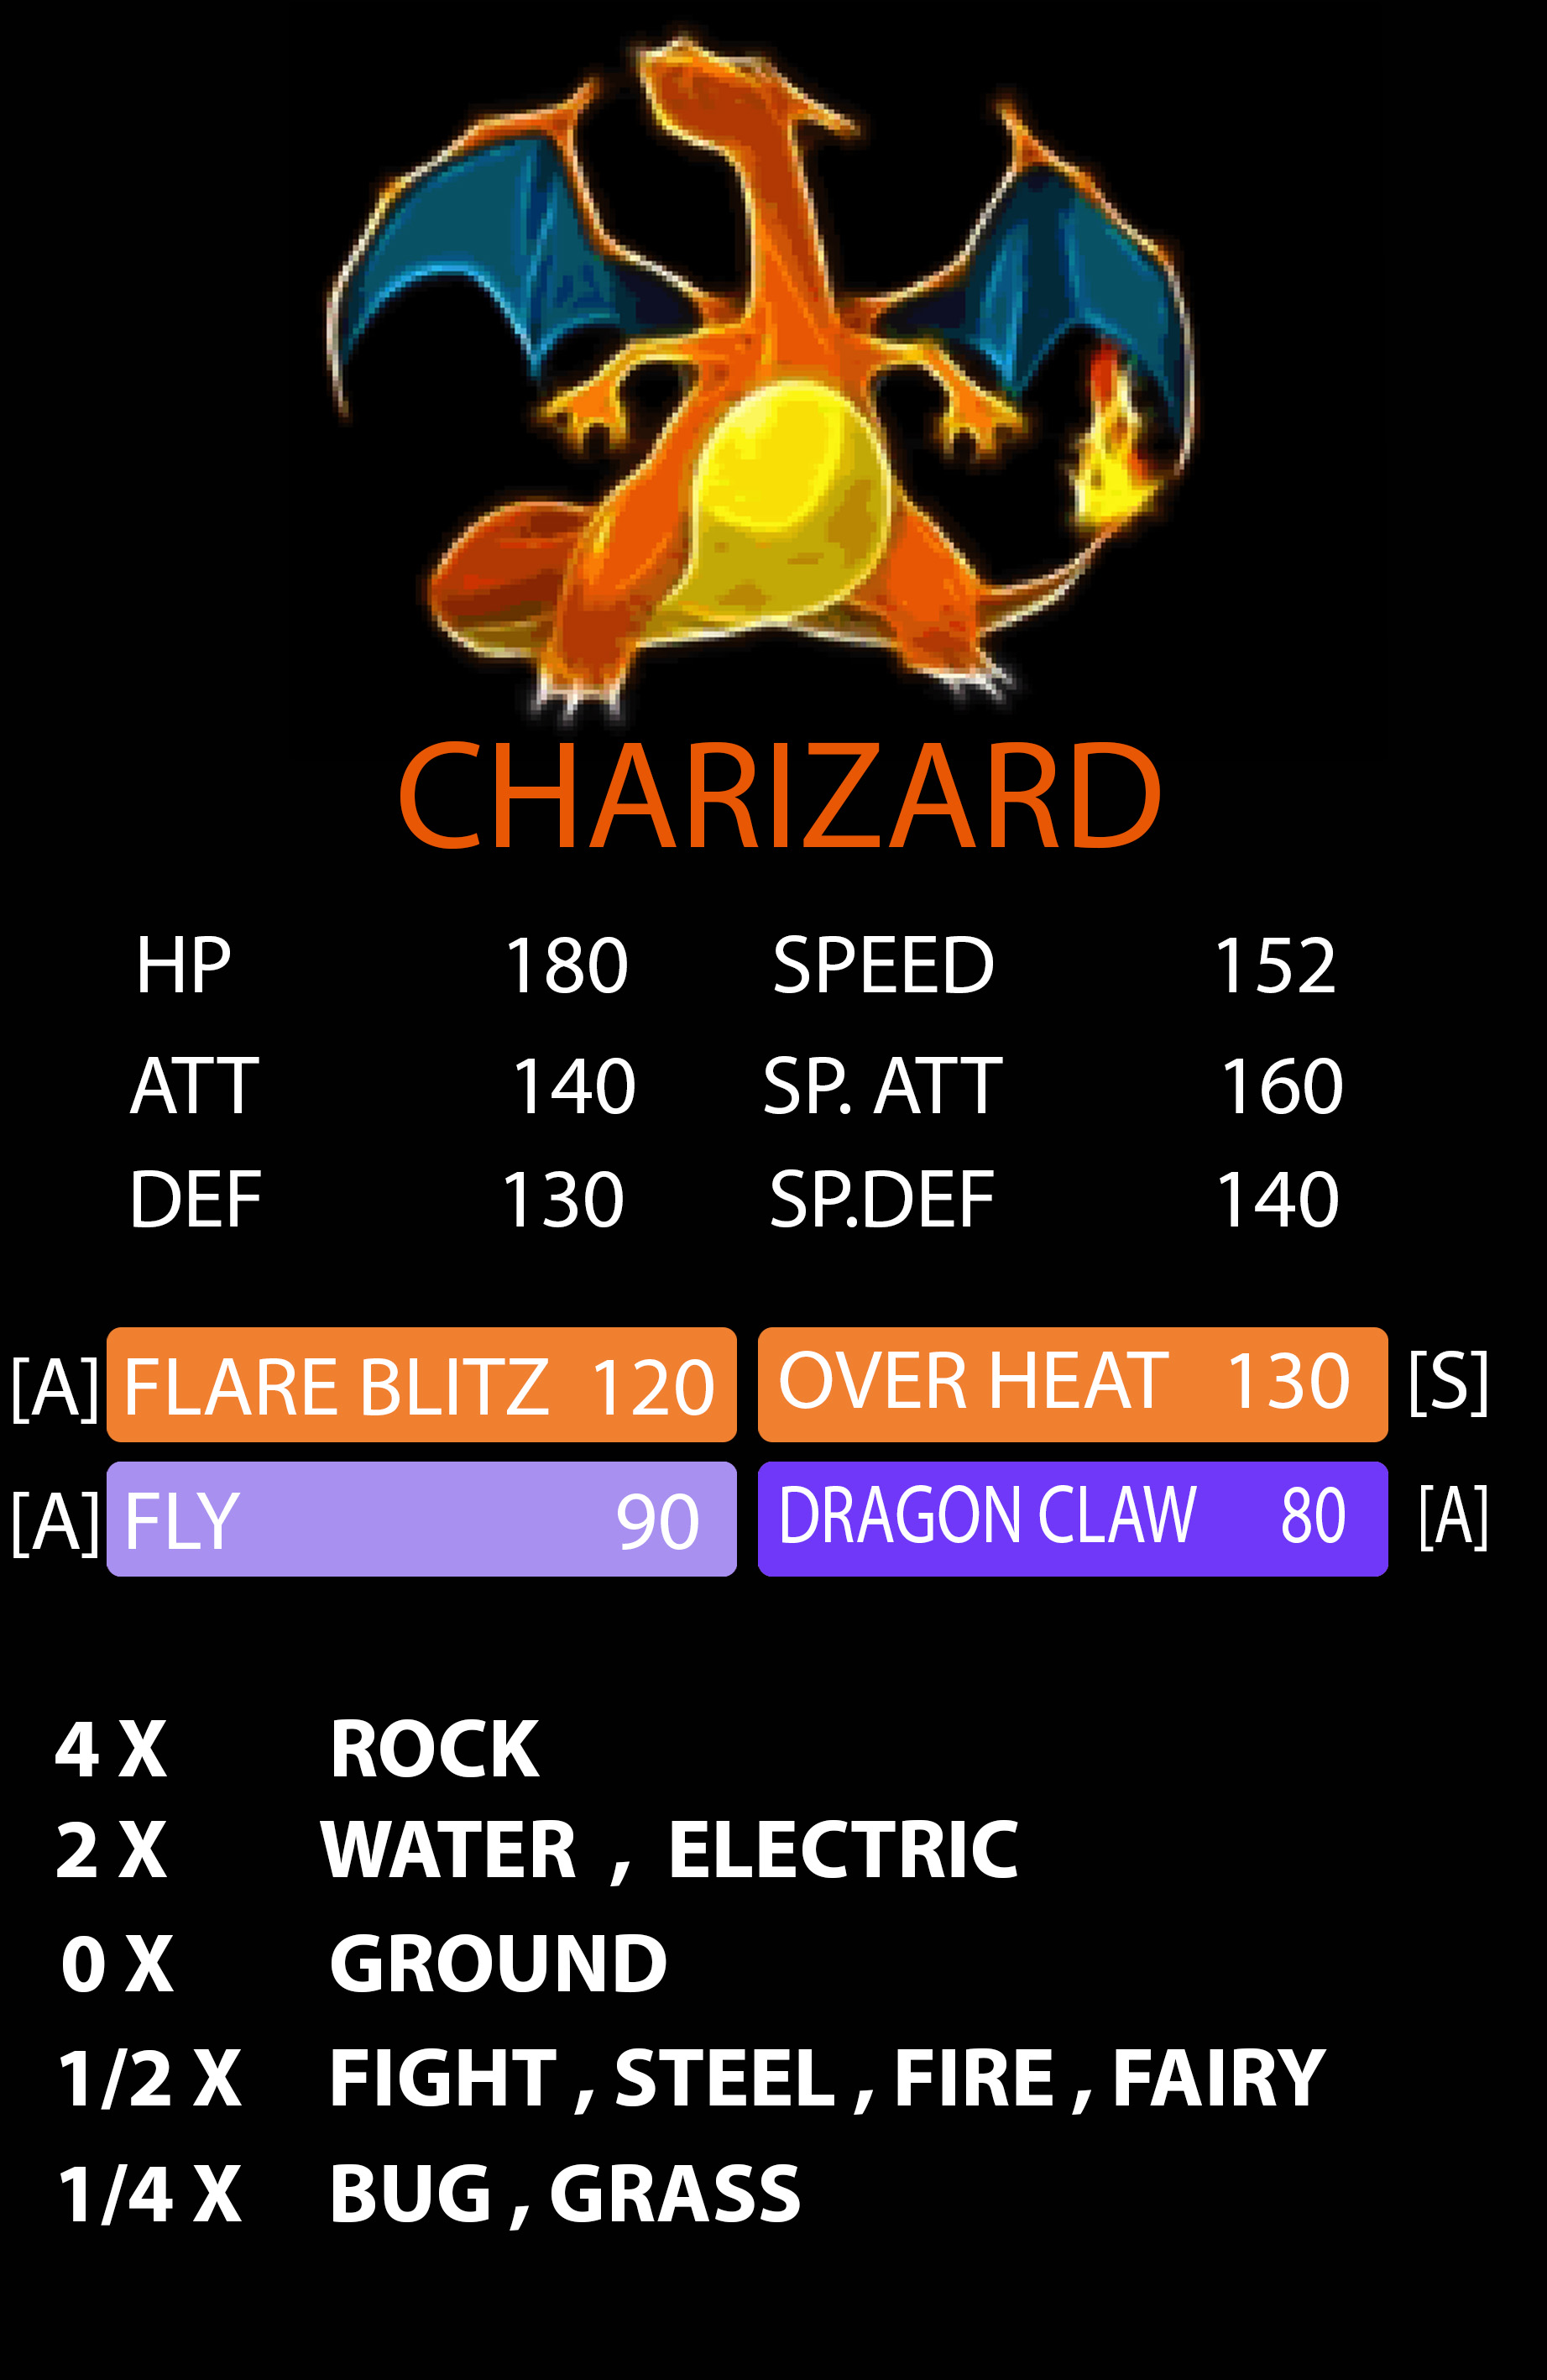 CHARIZARD
HP 180 SPEED 152
ATT 140 SP. ATT 160
DEF 130 SP.DEF 140
[A] FLARE BLITZ 120 OVER HEAT 130 [S]
[A] FLY 90 DRAGON CLAW 80 [A]
4 X ROCK
2 X WATER , ELECTRIC
0 X GROUND
1/2 X FIGHT , STEEL , FIRE , FAIRY
1/4 X BUG , GRASS